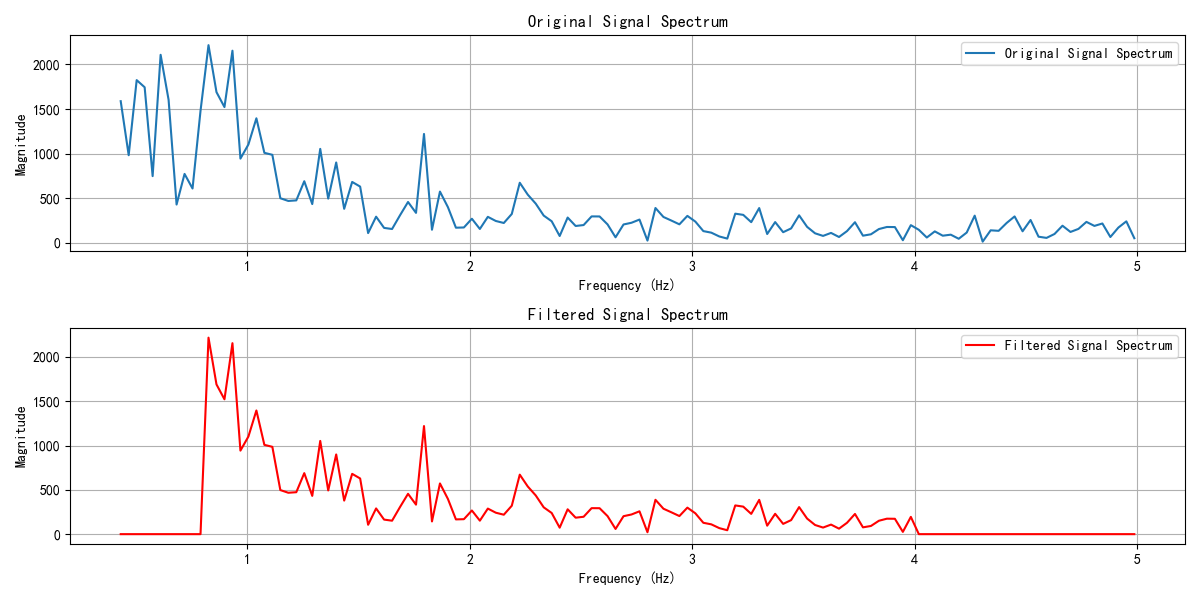 Original Signal Spectrum
Original Signal Spectrum
Magnitude
2000
1500
1000
500
0
1 2 3 4 5
Frequency (Hz)
Filtered Signal Spectrum
Filtered Signal Spectrum
Magnitude
2000
1500
1000
500
0
1 2 3 4 5
Frequency (Hz)